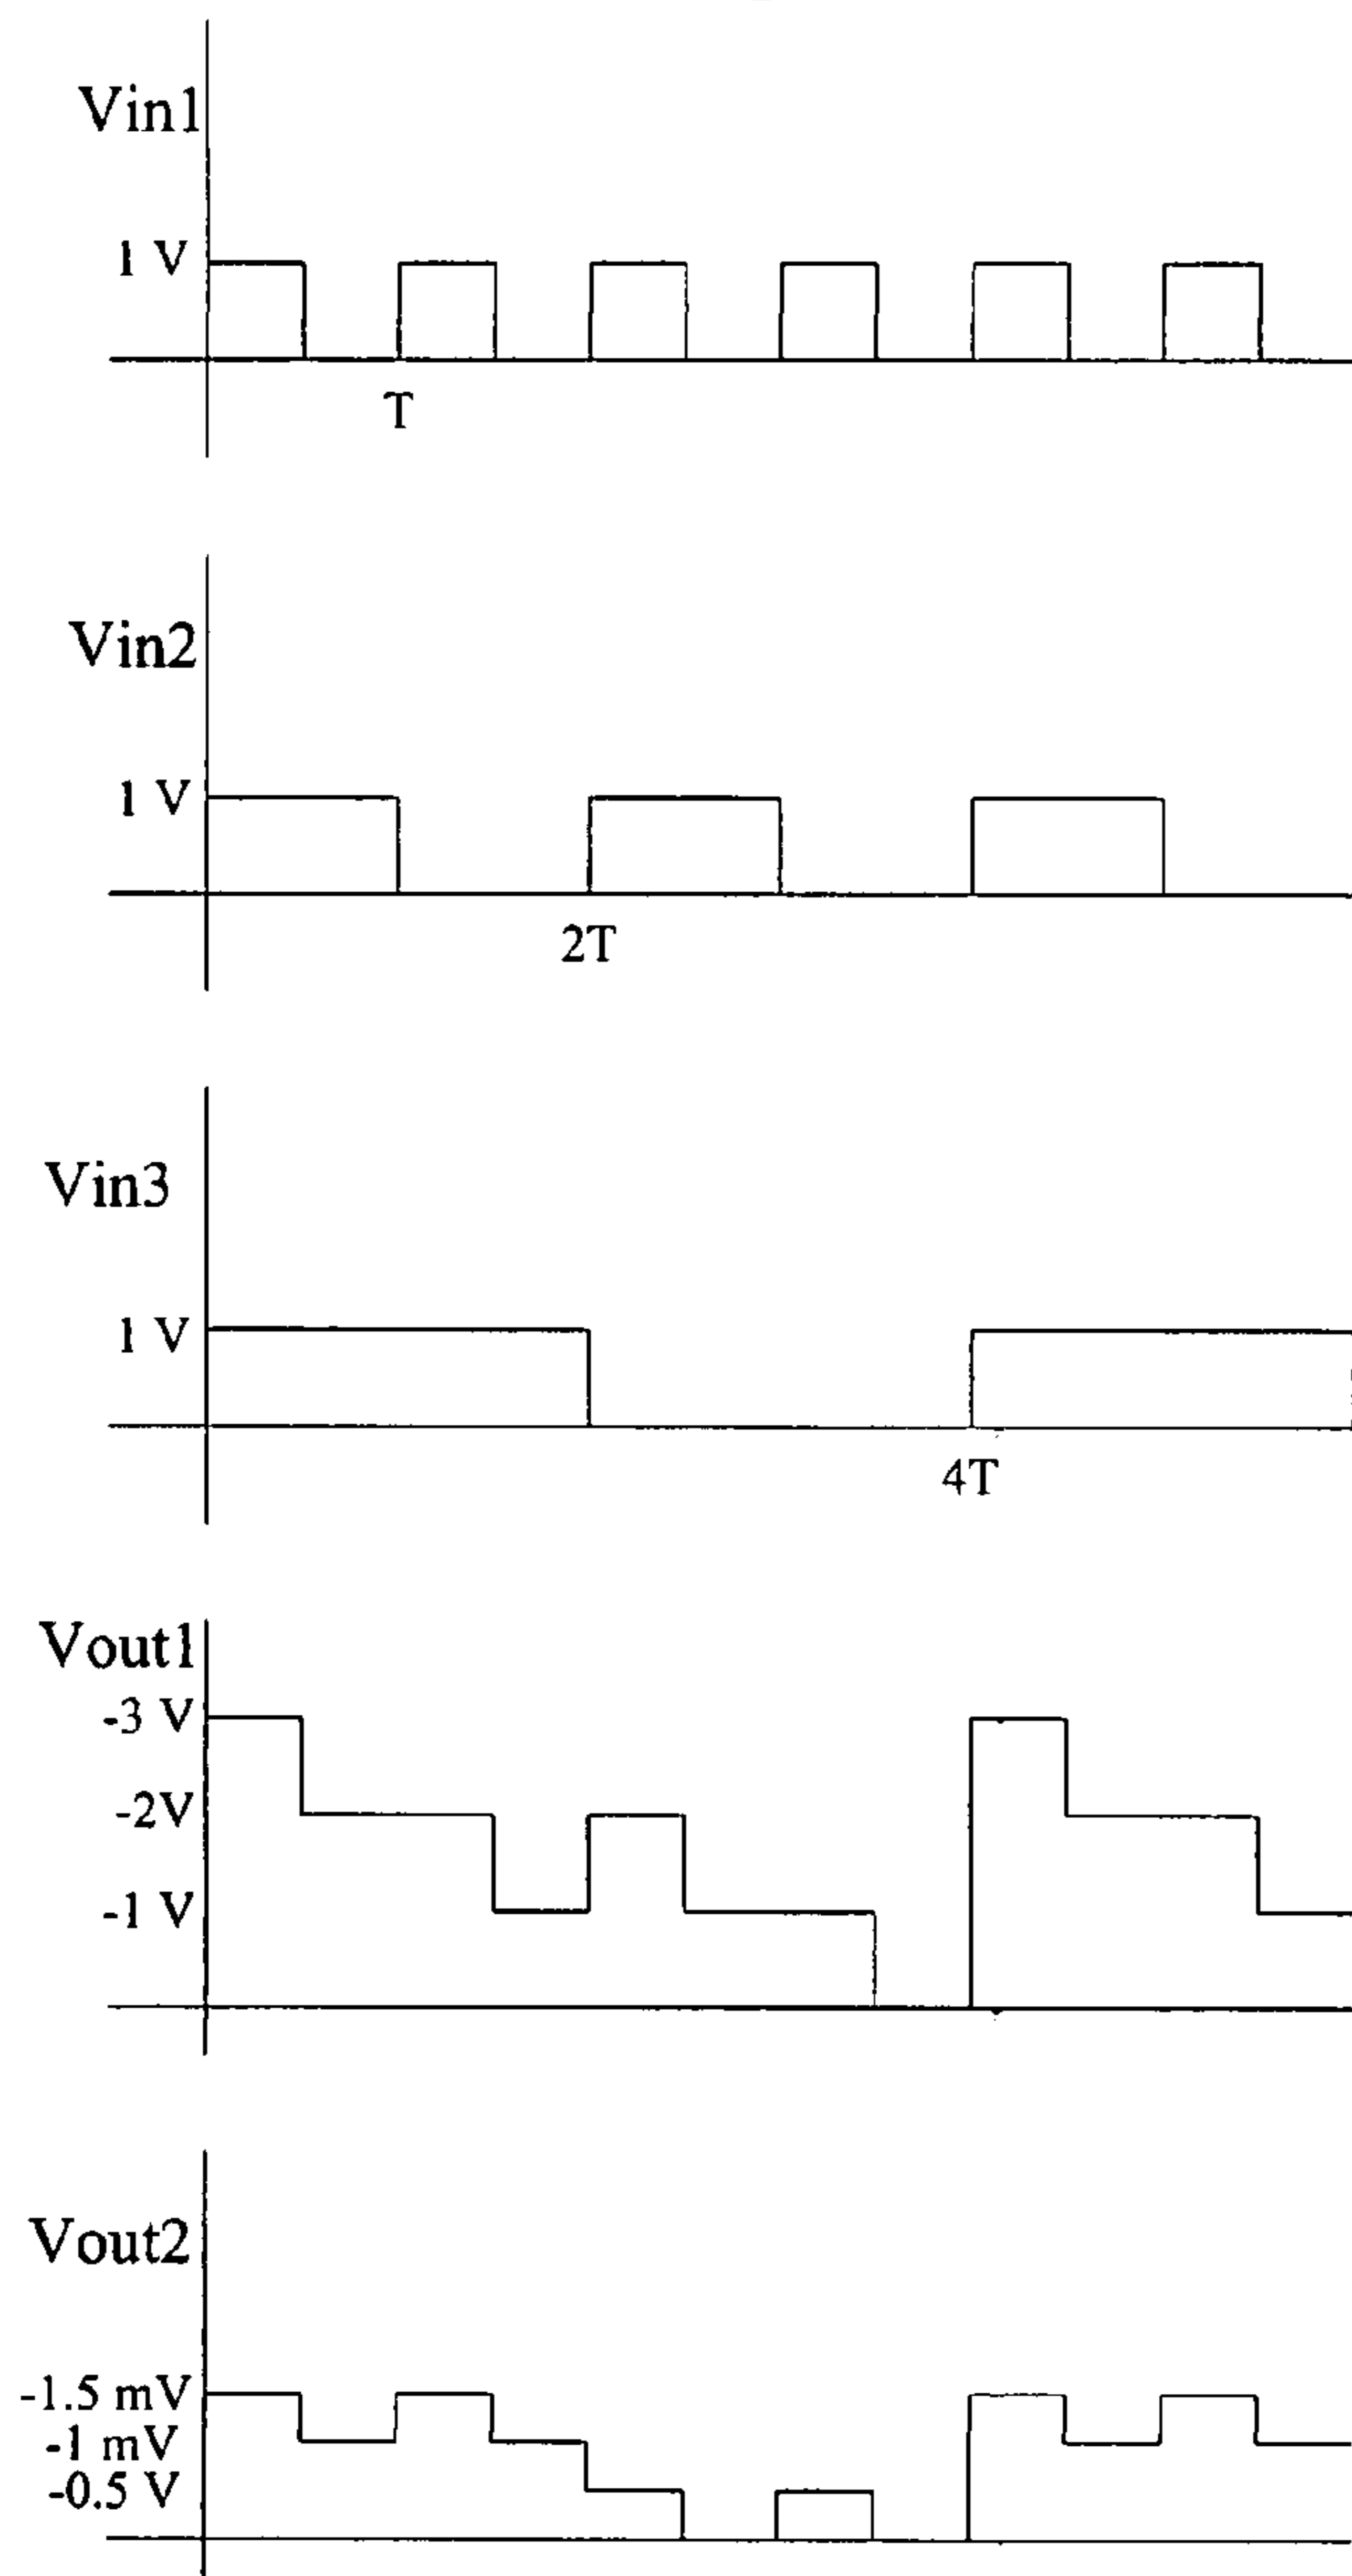 Vin1
1 V
T
Vin2
1 V
2T
Vin3
1 V
4T
Vout1
-3 V
-2V
-1 V
Vout2
-1.5 mV
-1 mV
-0.5 V